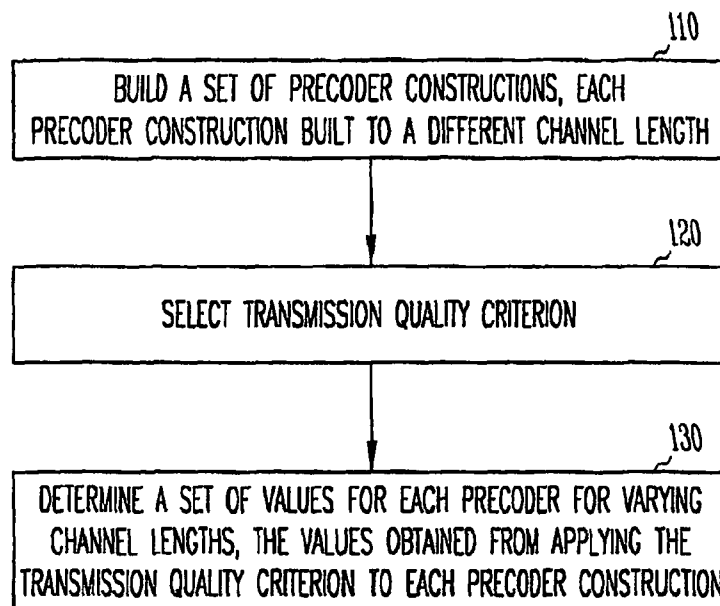 110
BUILD A SET OF PRECODER CONSTRUCTIONS, EACH
PRECODER CONSTRUCTION BUILT TO A DIFFERENT CHANNEL LENGTH
120
SELECT TRANSMISSION QUALITY CRITERION
130
DETERMINE A SET OF VALUES FOR EACH PRECODER FOR VARYING
CHANNEL LENGTHS, THE VALUES OBTAINED FROM APPLYING THE
TRANSMISSION QUALITY CRITERION TO EACH PRECODER CONSTRUCTION